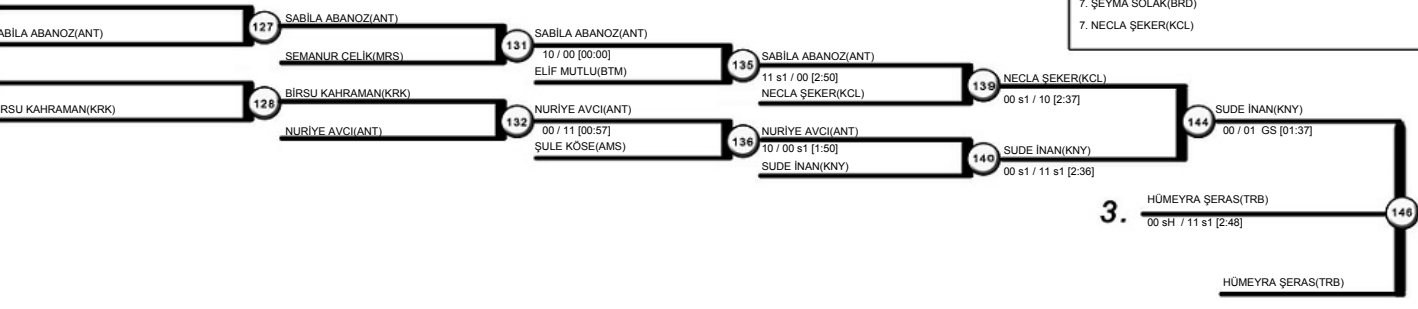 7. ŞEYMA SOLAK(BRD)
7. NECLA ŞEKER(KCL)
127
SABİLA ABANOZ(ANT)
ABİLA ABANOZ(ANT)
SEMANUR ÇELİK(MRS)
131
SABİLA ABANOZ(ANT)
10 / 00 [00:00]
ELİF MUTLU(BTM)
135
SABİLA ABANOZ(ANT)
11 s1 / 00 [2:50]
NECLA ŞEKER(KCL)
139
NECLA ŞEKER(KCL)
00 s1 / 10 [2:37]
128
BİRSU KAHRAMAN(KRK)
RSU KAHRAMAN(KRK)
NURİYE AVCI(ANT)
132
NURİYE AVCI(ANT)
00 / 11 [00:57]
ŞULE KÖSE(AMS)
136
NURİYE AVCI(ANT)
10 / 00 s1 [1:50]
SUDE İNAN(KNY)
140
SUDE İNAN(KNY)
00 s1 / 11 s1 [2:36]
144
SUDE İNAN(KNY)
00 / 01 GS [01:37]
3.
HÜMEYRA ŞERAS(TRB)
00 sH / 11 s1 [2:48]
146
HÜMEYRA ŞERAS(TRB)